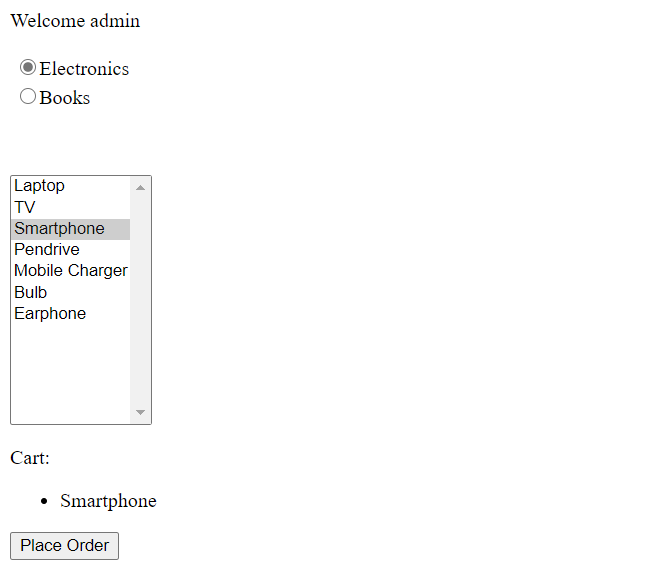 Welcome admin
Electronics
Books
Laptop
TV
Smartphone
Pendrive
Mobile Charger
Bulb
Earphone
Cart:
Smartphone
Place Order